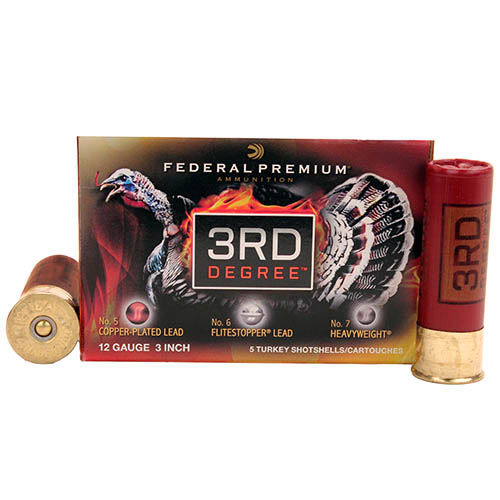 FEDERAL PREMIUM®
AMMUNITION
3RD
DEGREE™
No. 5
COPPER-PLATED LEAD
No. 6
FLITESTOPPER® LEAD
No. 7
HEAVYWEIGHT®
12 GAUGE 3 INCH
5 TURKEY SHOTSHELLS/CARTOUCHES
3RD